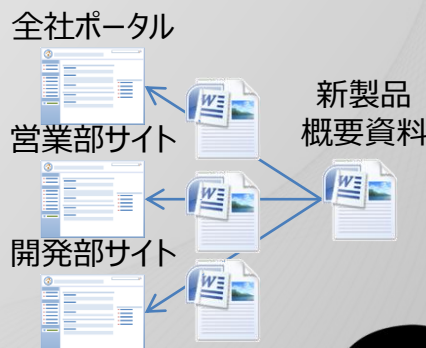 全社ポータル
新製品
概要資料
営業部サイト
開発部サイト